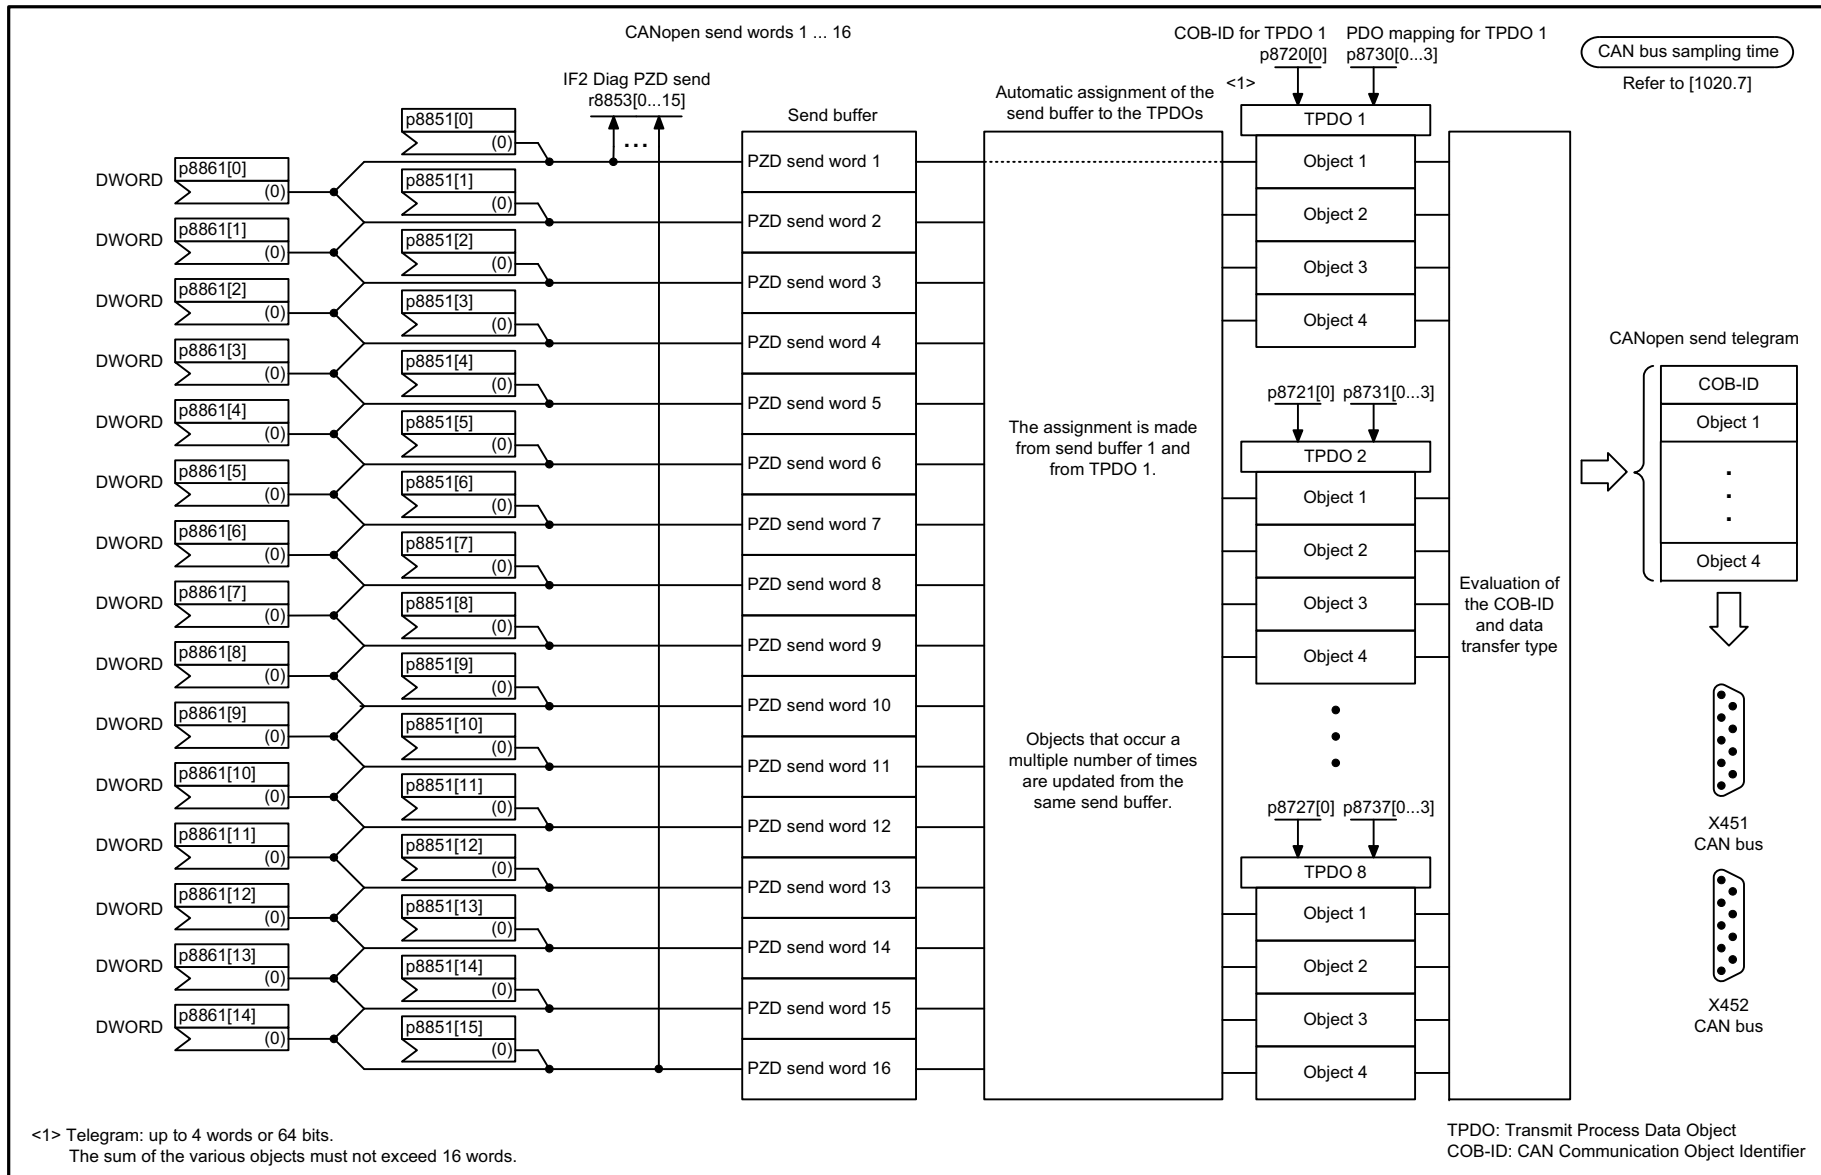 CANopen send words 1 ... 16
COB-ID for TPDO 1
p8720[0]
PDO mapping for TPDO 1
p8730[0...3]
CAN bus sampling time
Refer to [1020.7]
IF2 Diag PZD send
r8853[0...15]
...
<1>
Automatic assignment of the
send buffer to the TPDOs
Send buffer
DWORD
p8861[0]
(0)
DWORD
p8861[1]
(0)
DWORD
p8861[2]
(0)
DWORD
p8861[3]
(0)
DWORD
p8861[4]
(0)
DWORD
p8861[5]
(0)
DWORD
p8861[6]
(0)
DWORD
p8861[7]
(0)
DWORD
p8861[8]
(0)
DWORD
p8861[9]
(0)
DWORD
p8861[10]
(0)
DWORD
p8861[11]
(0)
DWORD
p8861[12]
(0)
DWORD
p8861[13]
(0)
DWORD
p8861[14]
(0)
p8851[0]
(0)
p8851[1]
(0)
p8851[2]
(0)
p8851[3]
(0)
p8851[4]
(0)
p8851[5]
(0)
p8851[6]
(0)
p8851[7]
(0)
p8851[8]
(0)
p8851[9]
(0)
p8851[10]
(0)
p8851[11]
(0)
p8851[12]
(0)
p8851[13]
(0)
p8851[14]
(0)
p8851[15]
(0)
PZD send word 1
PZD send word 2
PZD send word 3
PZD send word 4
PZD send word 5
PZD send word 6
PZD send word 7
PZD send word 8
PZD send word 9
PZD send word 10
PZD send word 11
PZD send word 12
PZD send word 13
PZD send word 14
PZD send word 15
PZD send word 16
The assignment is made
from send buffer 1 and
from TPDO 1.
Objects that occur a
multiple number of times
are updated from the
same send buffer.
TPDO 1
Object 1
Object 2
Object 3
Object 4
p8721[0]
p8731[0...3]
TPDO 2
Object 1
Object 2
Object 3
Object 4
p8727[0]
p8737[0...3]
TPDO 8
Object 1
Object 2
Object 3
Object 4
Evaluation of
the COB-ID
and data
transfer type
CANopen send telegram
COB-ID
Object 1
.
.
.
Object 4
X451
CAN bus
X452
CAN bus
<1> Telegram: up to 4 words or 64 bits.
The sum of the various objects must not exceed 16 words.
TPDO: Transmit Process Data Object
COB-ID: CAN Communication Object Identifier